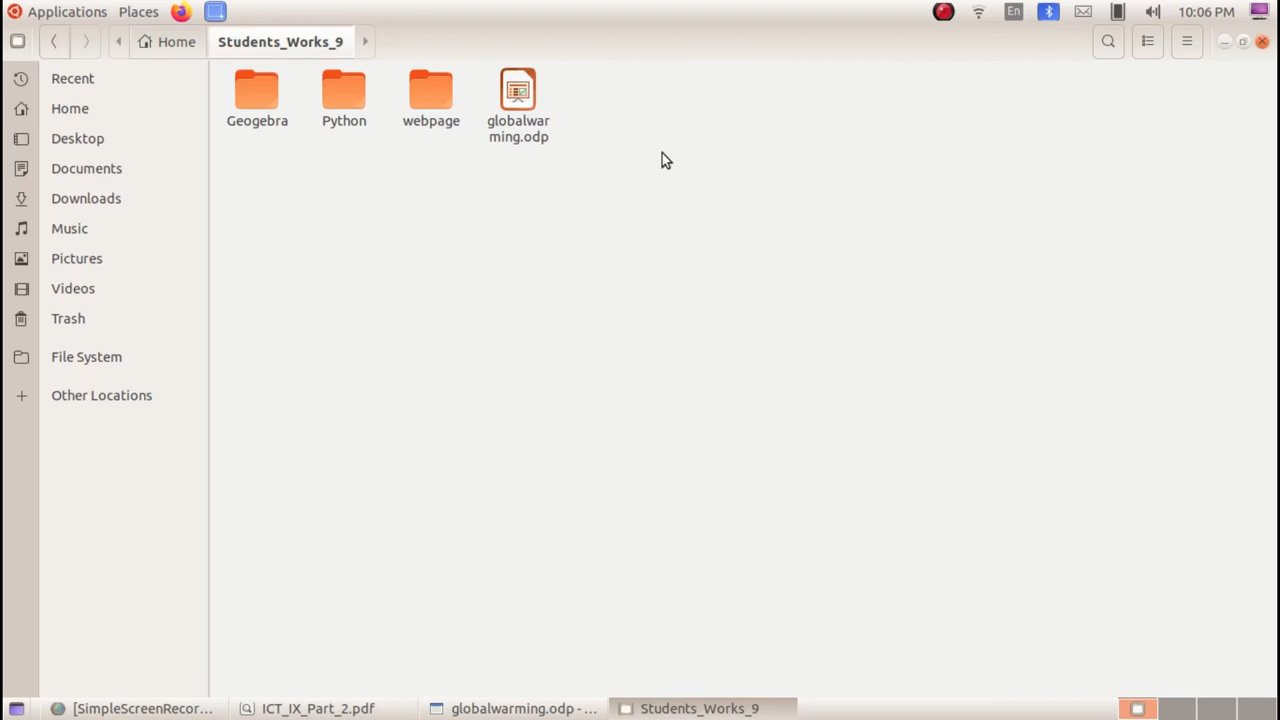 Applications Places En 10:06 PM
Home Students_Works_9
Recent
Home
Desktop
Documents
Downloads
Music
Pictures
Videos
Trash
File System
Other Locations
Geogebra
Python
webpage
globalwar
ming.odp
[SimpleScreenRecor... ICT_IX_Part_2.pdf globalwarming.odp - ... Students_Works_9